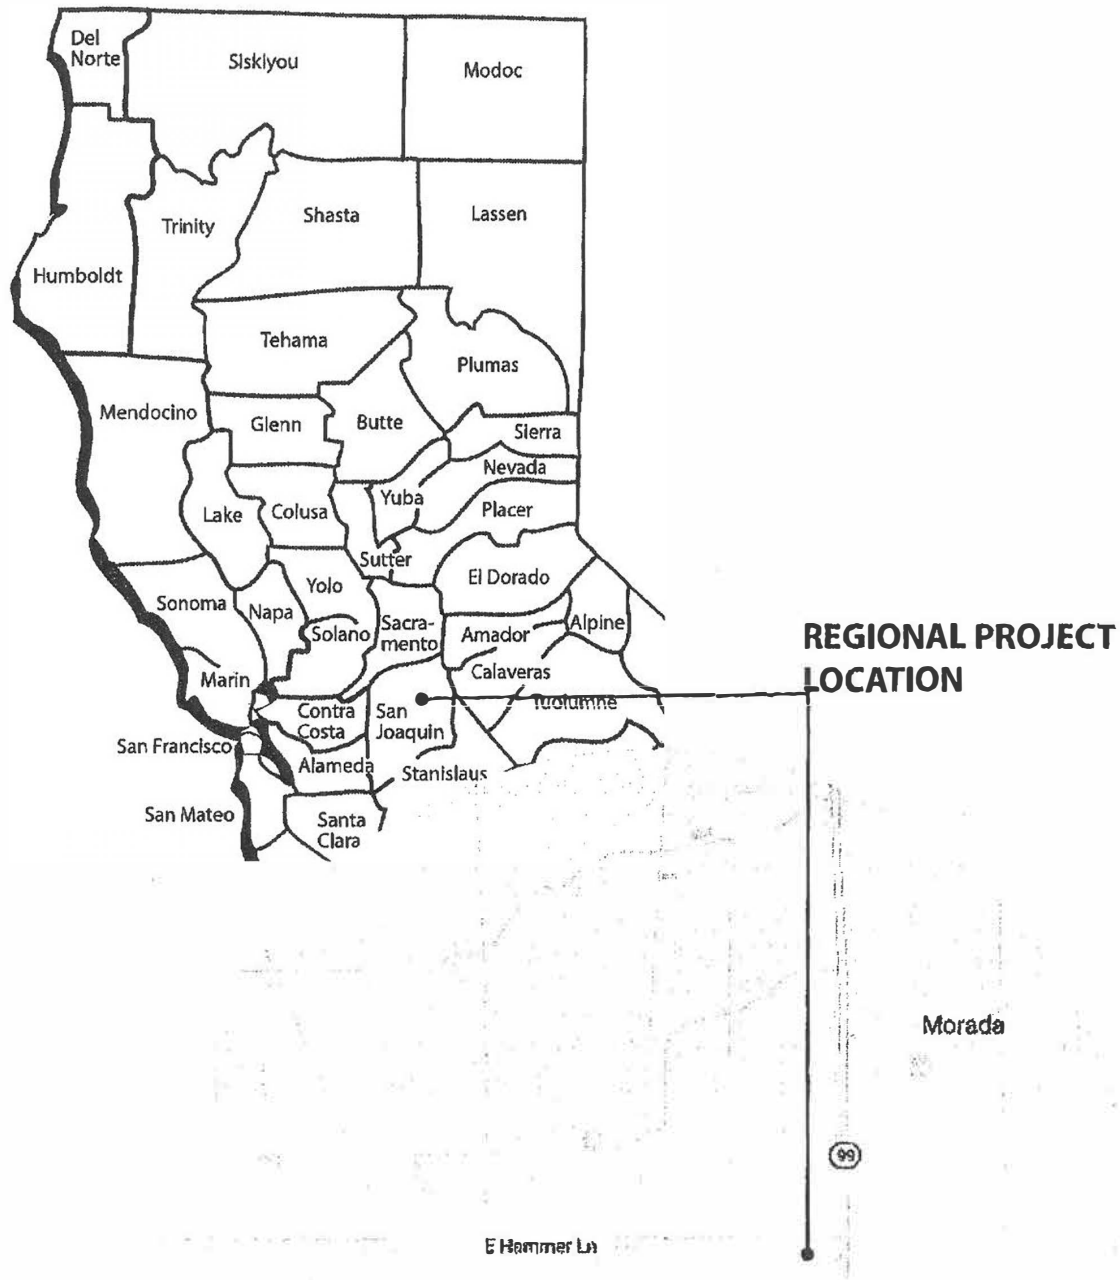 Del
Norte
Siskiyou
Modoc
Trinity
Shasta
Lassen
Humboldt
Tehama
Plumas
Mendocino
Glenn
Butte
Sierra
Nevada
Yuba
Placer
Lake
Colusa
Sutter
El Dorado
Yolo
Sonoma
Napa
Solano
Sacra-
mento
Amador
Alpine
Calaveras
Marin
Tuolumne
REGIONAL PROJECT
LOCATION
Contra
Costa
San
Joaquin
San Francisco
Alameda
Stanislaus
San Mateo
Santa
Clara
Morada
99
E Hammer Ln